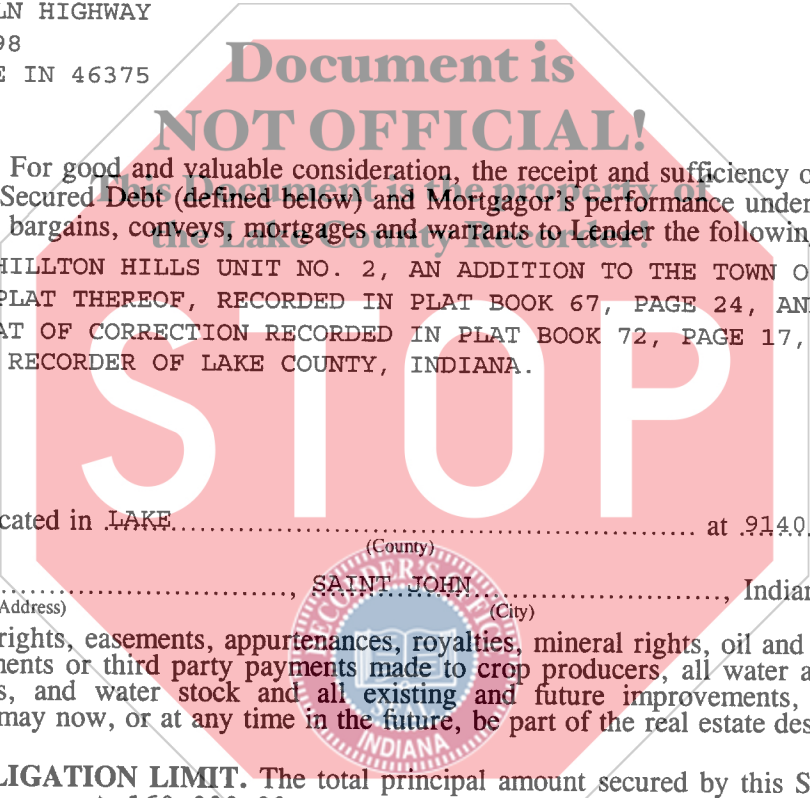 LN HIGHWAY
98
E IN 46375
Document is
NOT OFFICIAL!
This Document is the property of
the Lake County Recorder!
For good and valuable consideration, the receipt and sufficiency o
Secured Debt (defined below) and Mortgagor's performance under
bargains, conveys, mortgages and warrants to Lender the followin
HILLTON HILLS UNIT NO. 2, AN ADDITION TO THE TOWN O
PLAT THEREOF, RECORDED IN PLAT BOOK 67, PAGE 24, AN
AT OF CORRECTION RECORDED IN PLAT BOOK 72, PAGE 17,
RECORDER OF LAKE COUNTY, INDIANA.
STOP
cated in LAKE at 9140
(County)
, SAINT JOHN , Indian
Address) (City)
RECORDER'S OFFICE
SEAL
INDIANA
rights, easements, appurtenances, royalties, mineral rights, oil and
ments or third party payments made to crop producers, all water a
s, and water stock and all existing and future improvements,
may now, or at any time in the future, be part of the real estate des
LIGATION LIMIT. The total principal amount secured by this S